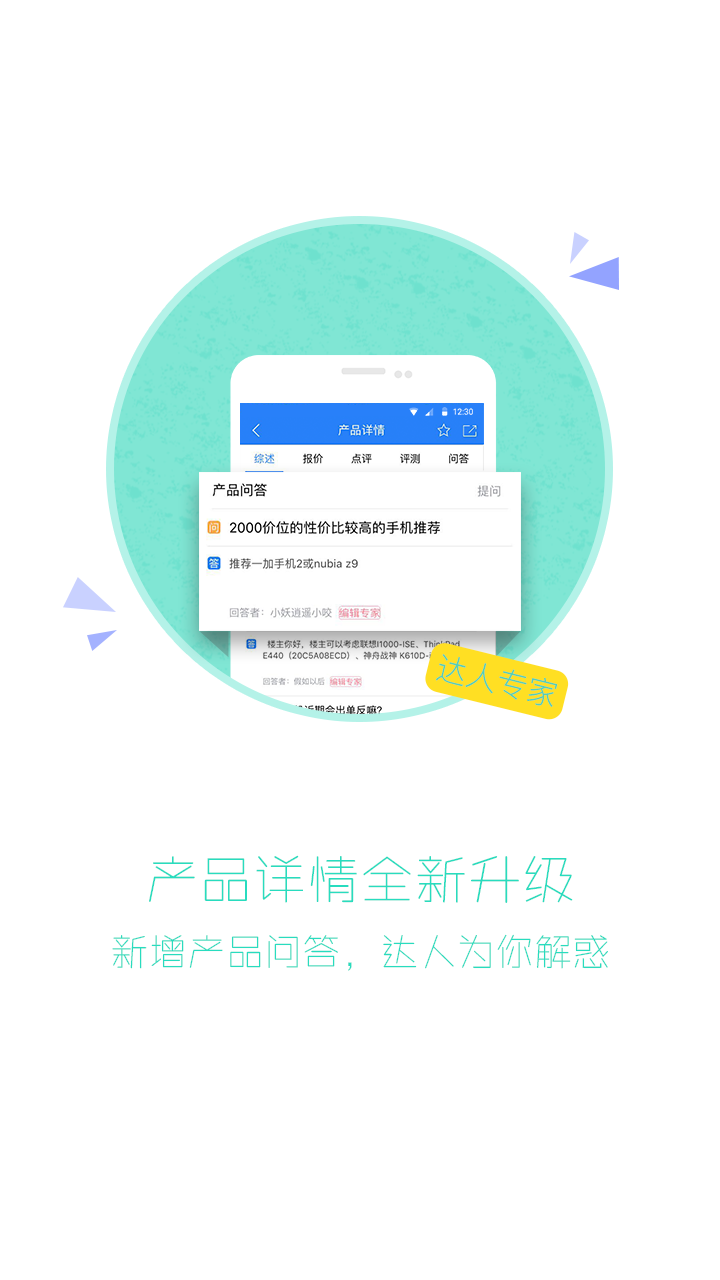 12:30
产品详情
综述 报价 点评 评测 问答
产品问答 提问
问 2000价位的性价比较高的手机推荐
答 推荐一加手机2或nubia z9
回答者：小妖逍遥小咬 编辑专家
答 楼主你好，楼主可以考虑联想I1000-ISE、ThinkPad
E440（20C5A08ECD）、神舟战神 K610D-
回答者：假如以后 编辑专家
近期会出单反嘛?
达人专家
产品详情全新升级
新增产品问答，达人为你解惑